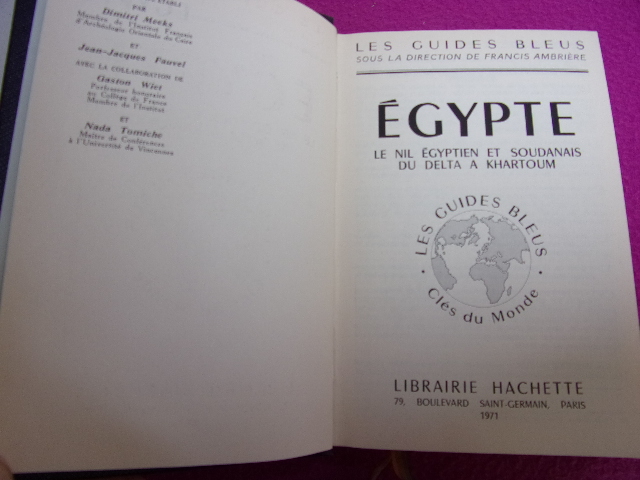 ÉTABLI
PAR
Dimitri Meeks
Membre de l'Institut Français
d'Archéologie Orientale du Caire
ET
Jean-Jacques Fauvel
AVEC LA COLLABORATION DE
Gaston Wiet
Professeur honoraire
au Collège de France
Membre de l'Institut
ET
Nada Tomiche
Maître de Conférences
à l'Université de Vincennes
LES GUIDES BLEUS
SOUS LA DIRECTION DE FRANCIS AMBRIÈRE
ÉGYPTE
LE NIL ÉGYPTIEN ET SOUDANAIS
DU DELTA A KHARTOUM
LES GUIDES BLEUS
Clés du Monde
LIBRAIRIE HACHETTE
79, BOULEVARD SAINT-GERMAIN, PARIS
1971